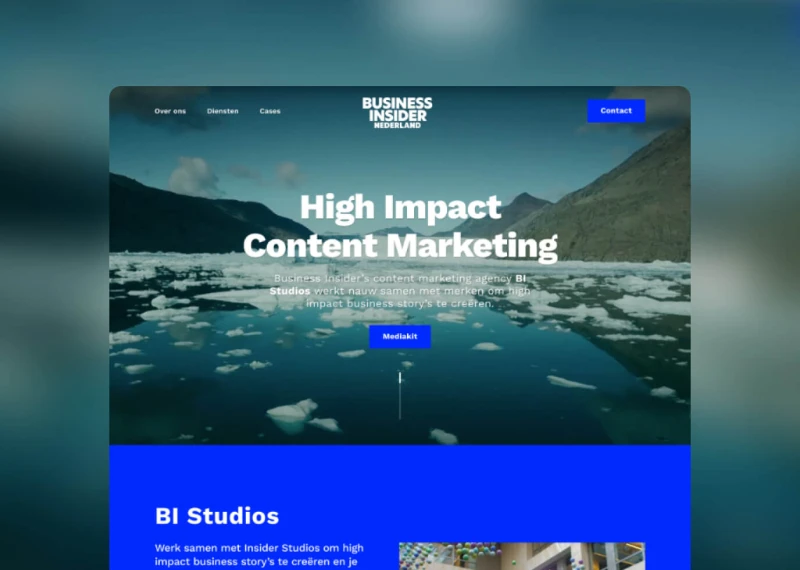 Over ons Diensten Cases
BUSINESS
INSIDER
NEDERLAND
Contact
High Impact
Content Marketing
Business Insider's content marketing agency BI
Studios werkt nauw samen met merken om high
impact business story's te creëren.
Mediakit
BI Studios
Werk samen met Insider Studios om high
impact business story's te creëren en je